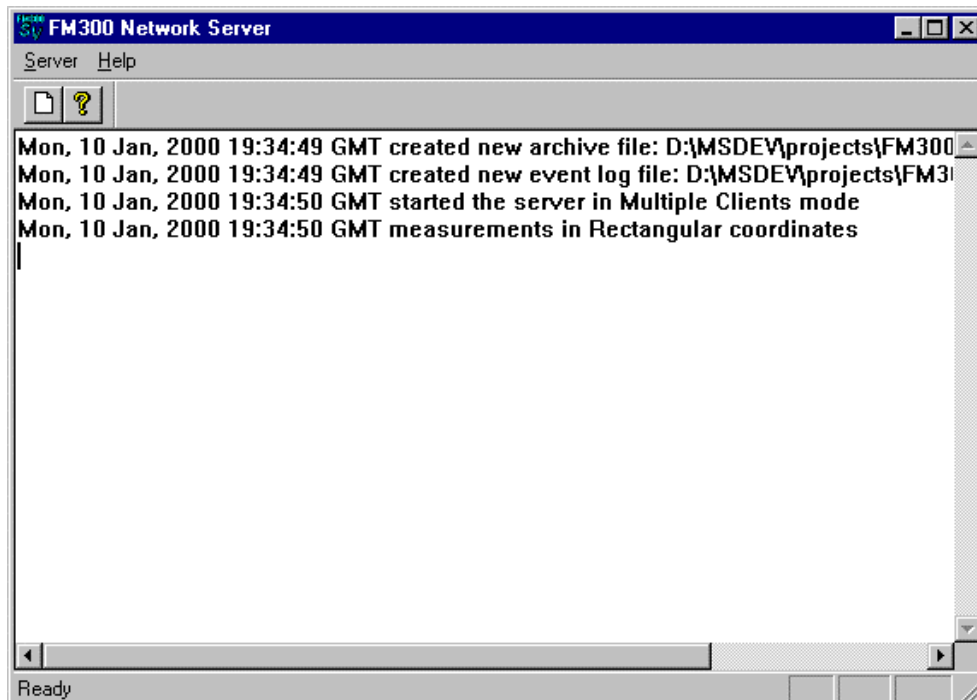 FM300 Network Server
Server Help
Mon, 10 Jan, 2000 19:34:49 GMT created new archive file: D:\MSDEV\projects\FM300
Mon, 10 Jan, 2000 19:34:49 GMT created new event log file: D:\MSDEV\projects\FM3
Mon, 10 Jan, 2000 19:34:50 GMT started the server in Multiple Clients mode
Mon, 10 Jan, 2000 19:34:50 GMT measurements in Rectangular coordinates
Ready